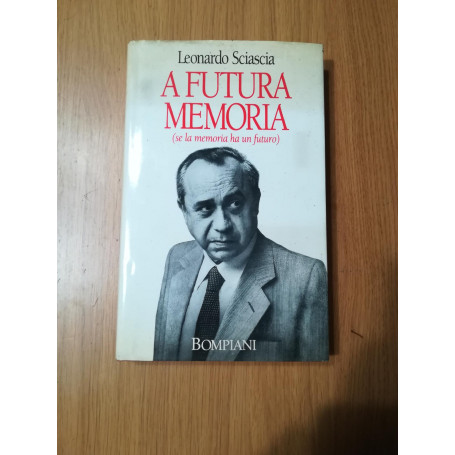 Leonardo Sciascia
A FUTURA
MEMORIA
(se la memoria ha un futuro)
BOMPIANI